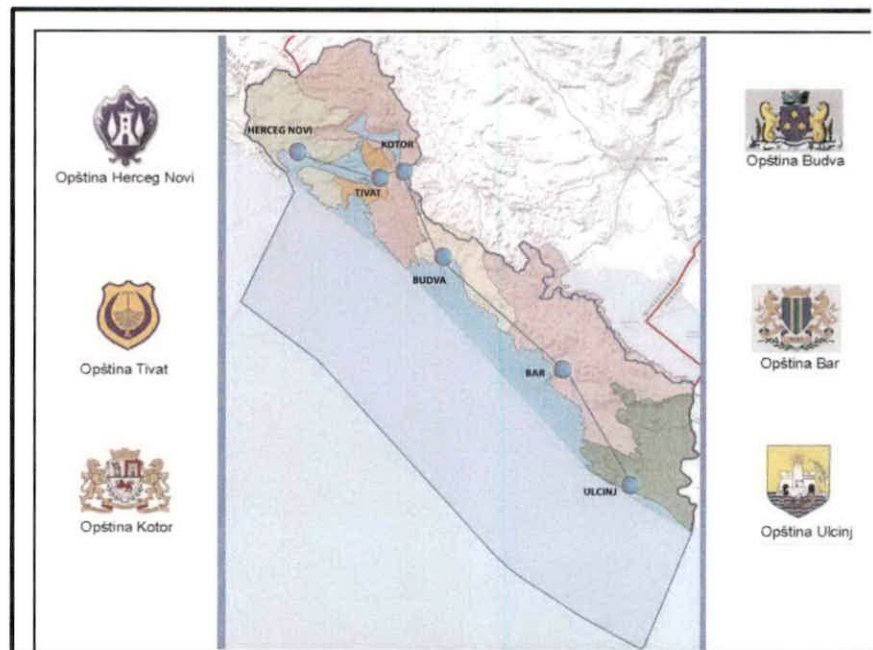 Opština Herceg Novi
Opština Tivat
Opština Kotor
HERCEG NOVI
KOTOR
TIVAT
BUDVA
BAR
ULCINJ
Opština Budva
Opština Bar
Opština Ulcinj